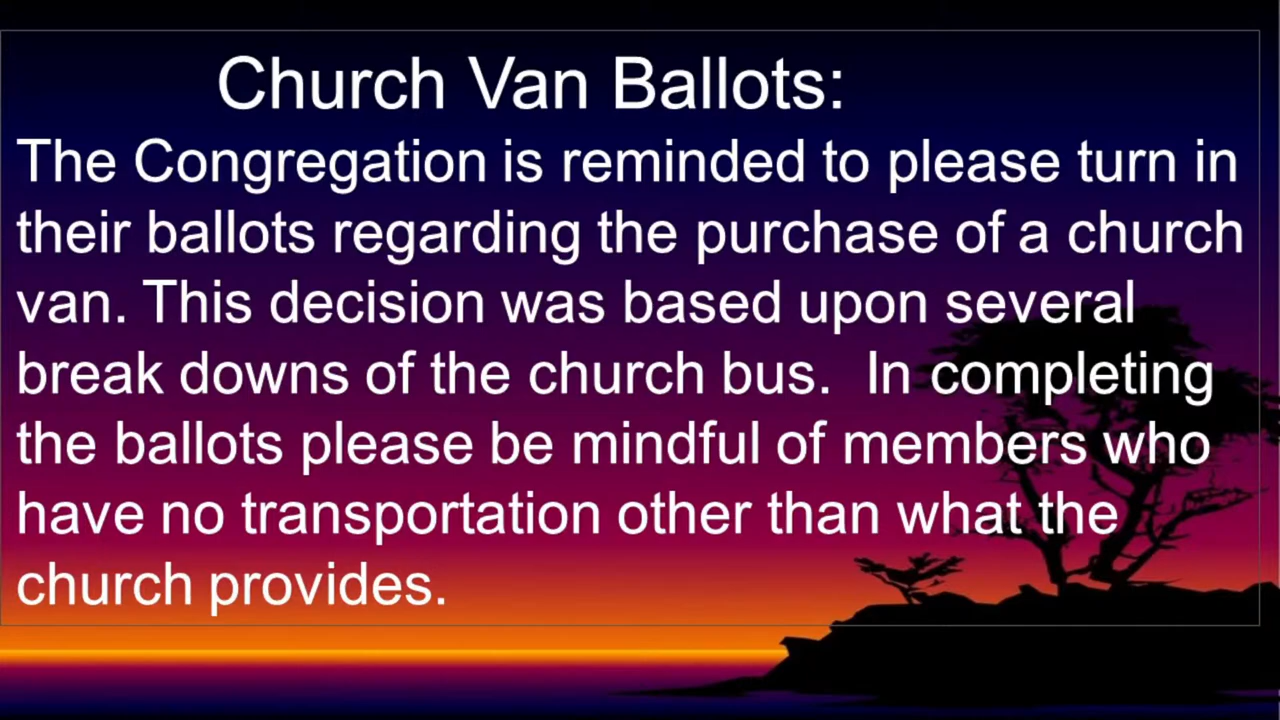 Church Van Ballots:
The Congregation is reminded to please turn in
their ballots regarding the purchase of a church
van. This decision was based upon several
break downs of the church bus.  In completing
the ballots please be mindful of members who
have no transportation other than what the
church provides.